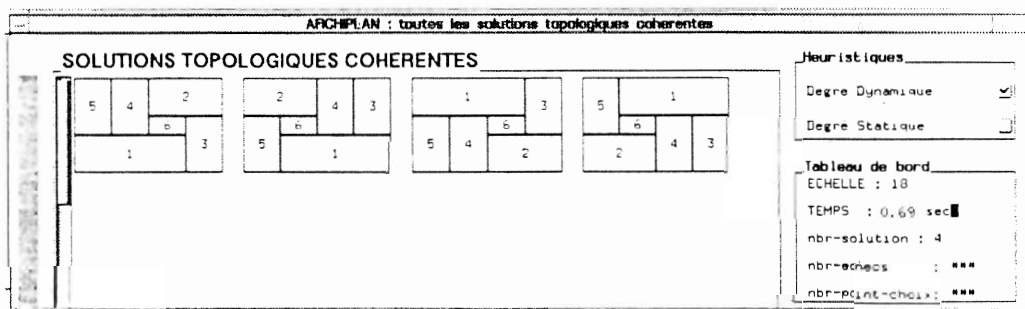 ARCHIPLAN : toutes les solutions topologiques coherentes
SOLUTIONS TOPOLOGIQUES COHERENTES
5 4 2 6 1 3
2 4 3 6 5 1
1 3 6 5 4 2
5 1 6 2 4 3
Heuristiques
Degre Dynamique
Degre Statique
Tableau de bord
ECHELLE : 18
TEMPS : 0.69 sec
nbr-solution : 4
nbr-echecs : ***
nbr-point-choix: ***